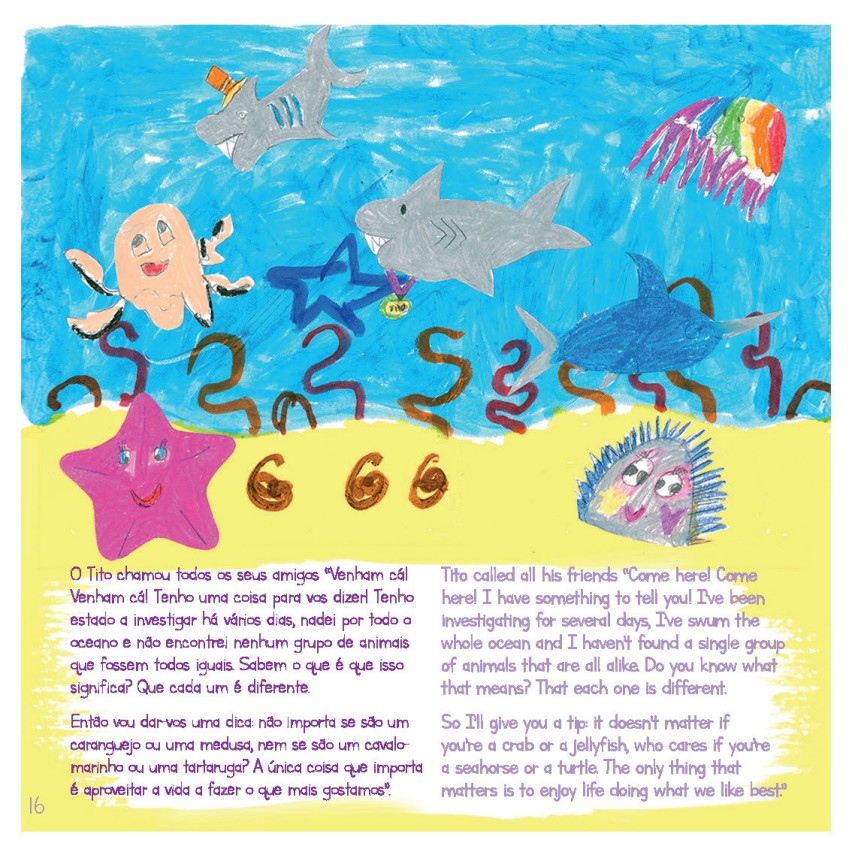 O Tito chamou todos os seus amigos "Venham cá!
Venham cá! Tenho uma coisa para vos dizer! Tenho
estado a investigar há vários dias, nadei por todo o
oceano e não encontrei nenhum grupo de animais
que fossem todos iguais. Sabem o que é que isso
significa? Que cada um é diferente.
Então vou dar-vos uma dica: não importa se são um
caranguejo ou uma medusa, nem se são um cavalo-
marinho ou uma tartaruga? A única coisa que importa
é aproveitar a vida a fazer o que mais gostamos".
Tito called all his friends "Come here! Come
here! I have something to tell you! I've been
investigating for several days, I've swum the
whole ocean and I haven't found a single group
of animals that are all alike. Do you know what
that means? That each one is different.
So I'll give you a tip: it doesn't matter if
you're a crab or a jellyfish, who cares if you're
a seahorse or a turtle. The only thing that
matters is to enjoy life doing what we like best."
16